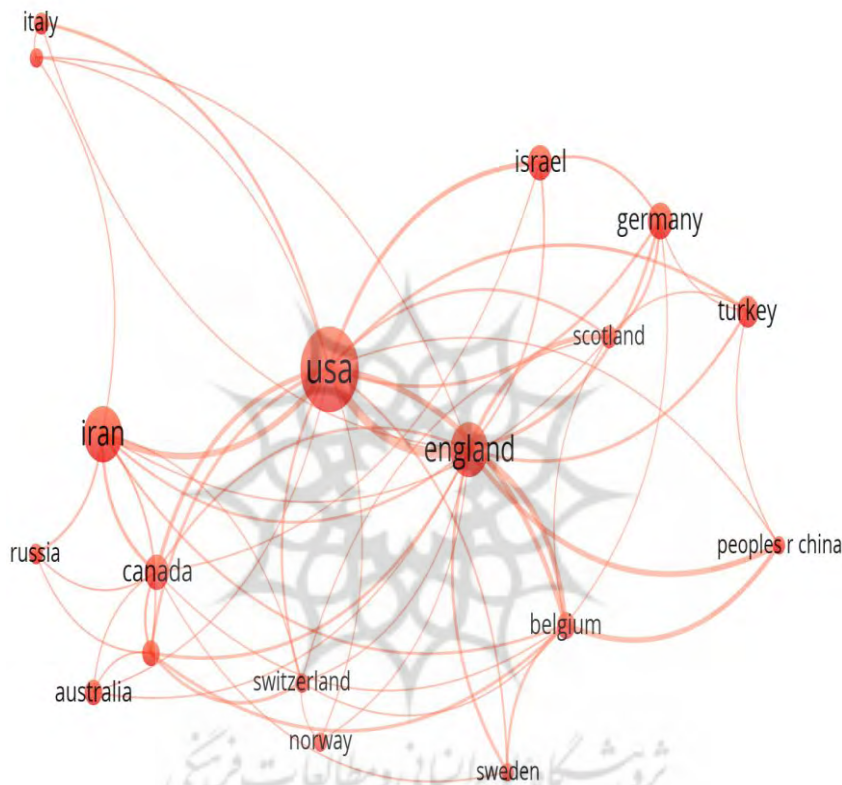 italy
israel
germany
turkey
scotland
usa
iran
england
russia
canada
peoples r china
belgium
switzerland
australia
norway
sweden